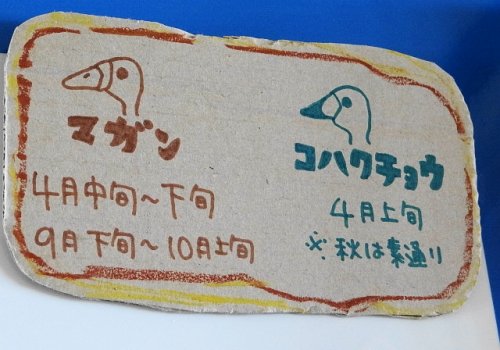 マガン
4月中旬～下旬
9月下旬～10月上旬
コハクチョウ
4月上旬
※秋は素通り